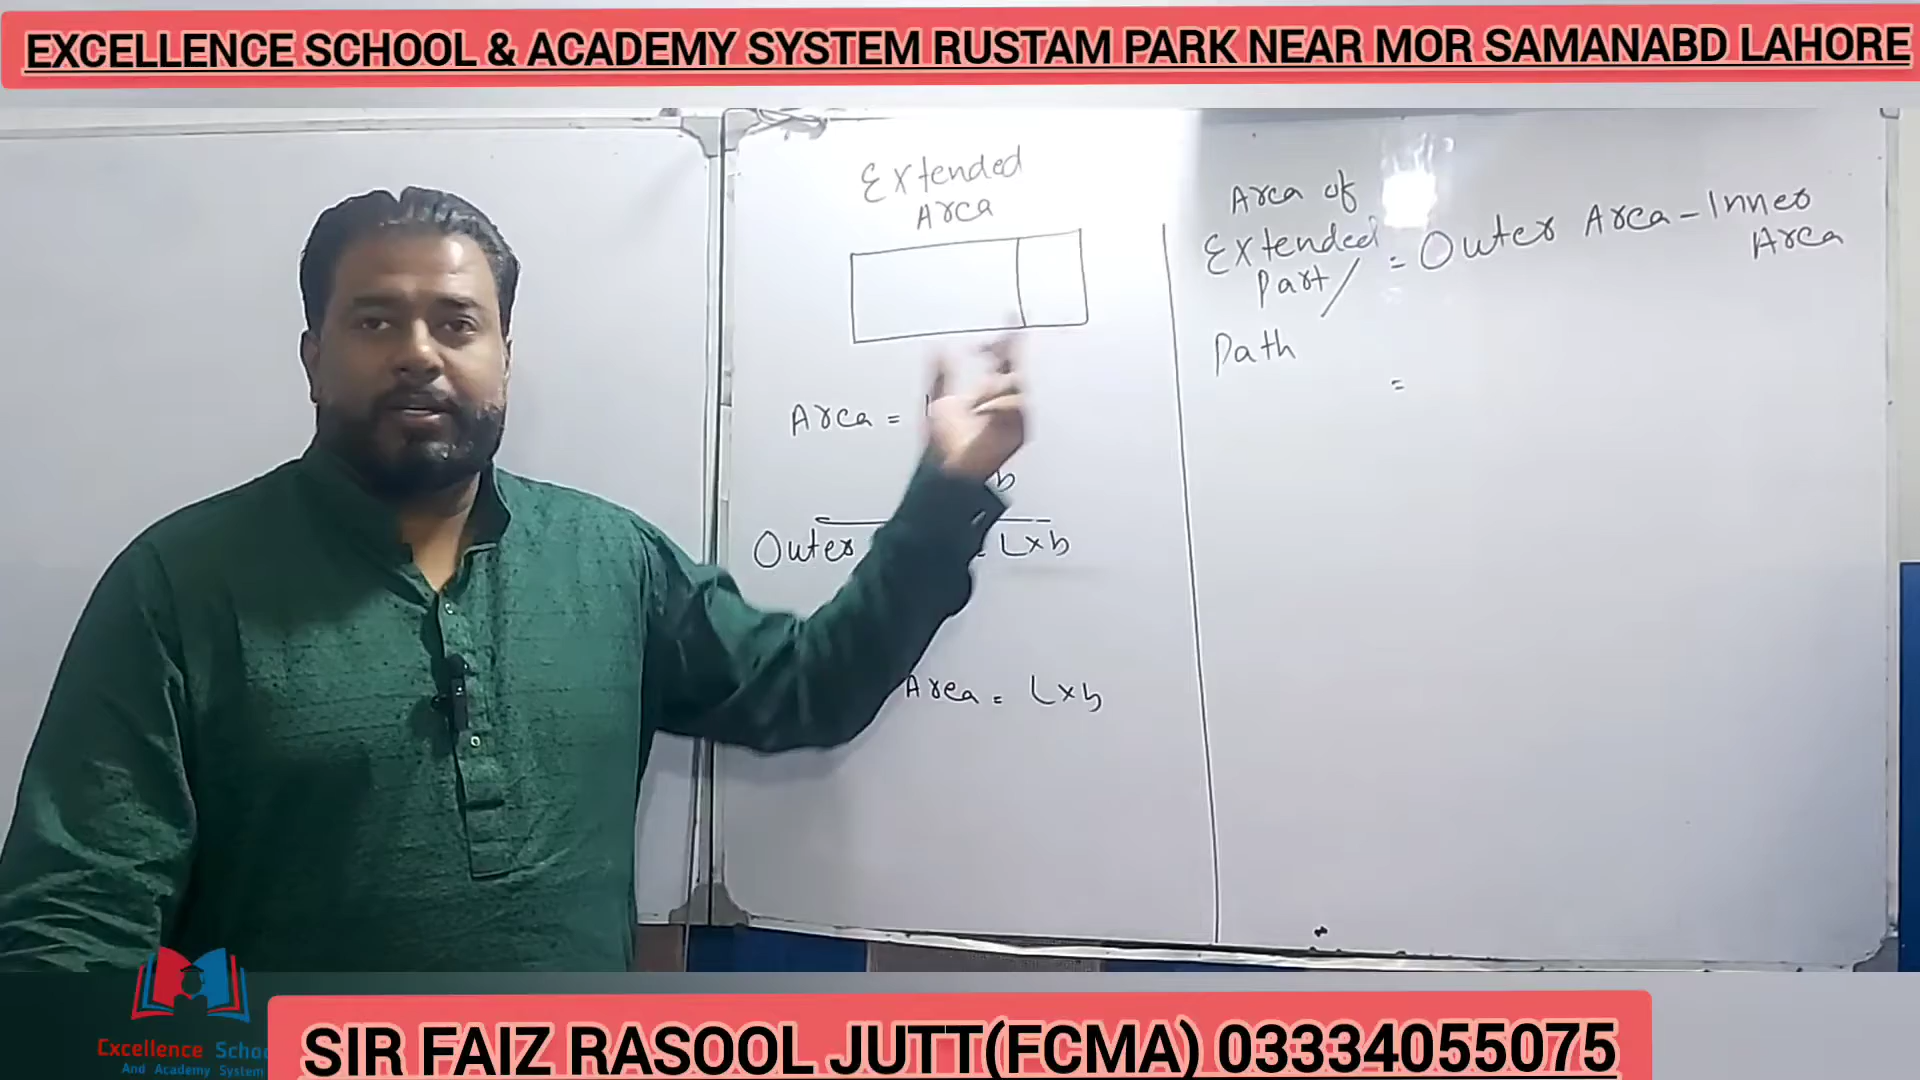 EXCELLENCE SCHOOL & ACADEMY SYSTEM RUSTAM PARK NEAR MOR SAMANABD LAHORE
Extended
Area
Area =
b
Outer = L×b
Area = L×b
Area of
Extended = Outer Area - Inner
Part/ Area
Path
=
Excellence Schoo
And Academy System
SIR FAIZ RASOOL JUTT(FCMA) 03334055075